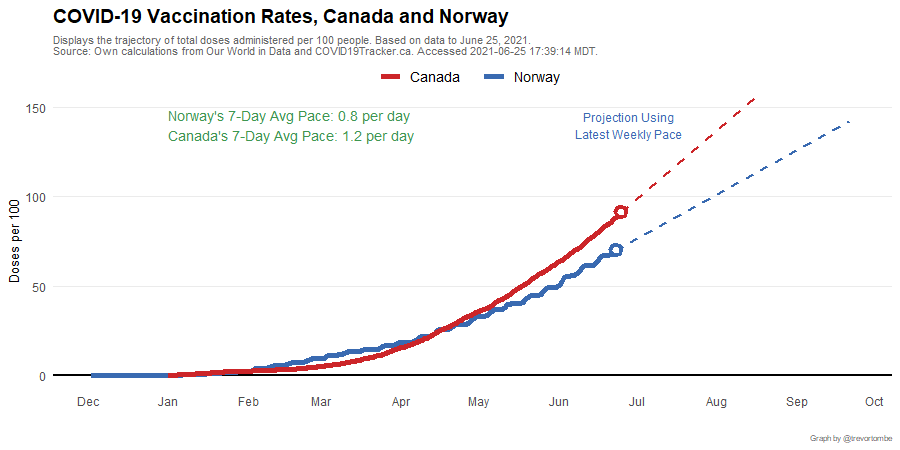 COVID-19 Vaccination Rates, Canada and Norway
Displays the trajectory of total doses administered per 100 people. Based on data to June 25, 2021.
Source: Own calculations from Our World in Data and COVID19Tracker.ca. Accessed 2021-06-25 17:39:14 MDT.
Canada
Norway
Norway's 7-Day Avg Pace: 0.8 per day
Canada's 7-Day Avg Pace: 1.2 per day
Projection Using
Latest Weekly Pace
Doses per 100
150
100
50
0
Dec Jan Feb Mar Apr May Jun Jul Aug Sep Oct
Graph by @trevortombe